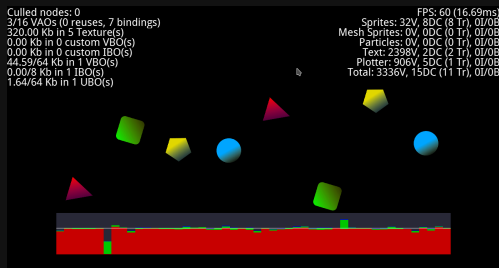 Culled nodes: 0
3/16 VAOs (0 reuses, 7 bindings)
320.00 Kb in 5 Texture(s)
0.00 Kb in 0 custom VBO(s)
0.00 Kb in 0 custom IBO(s)
44.59/64 Kb in 1 VBO(s)
0.00/8 Kb in 1 IBO(s)
1.64/64 Kb in 1 UBO(s)
FPS: 60 (16.69ms)
Sprites: 32V, 8DC (8 Tr), 0I/0B
Mesh Sprites: 0V, 0DC (0 Tr), 0I/0B
Particles: 0V, 0DC (0 Tr), 0I/0B
Text: 2398V, 2DC (2 Tr), 0I/0B
Plotter: 906V, 5DC (1 Tr), 0I/0B
Total: 3336V, 15DC (11 Tr), 0I/0B